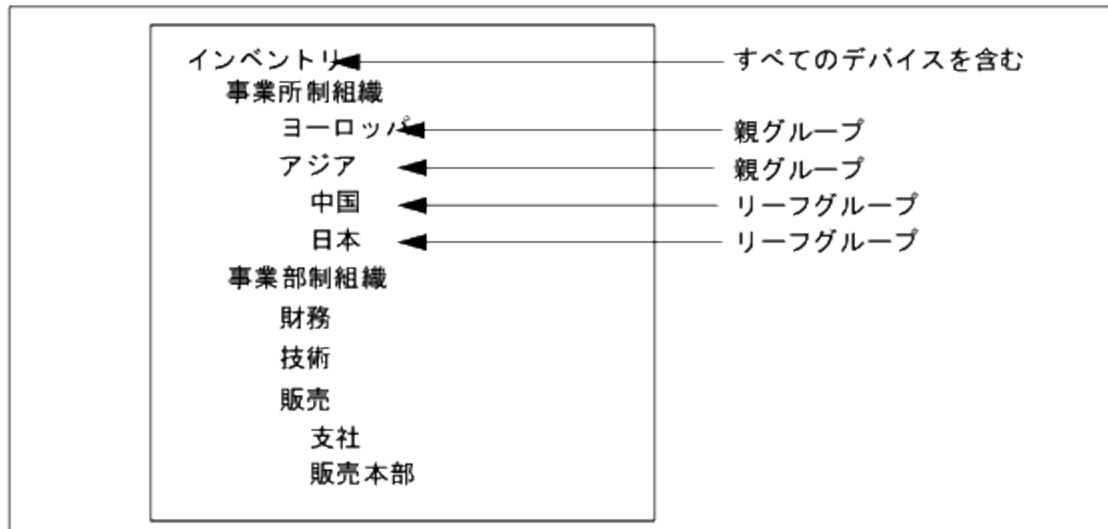 インベントリ すべてのデバイスを含む
事業所制組織
ヨーロッパ 親グループ
アジア 親グループ
中国 リーフグループ
日本 リーフグループ
事業部制組織
財務
技術
販売
支社
販売本部